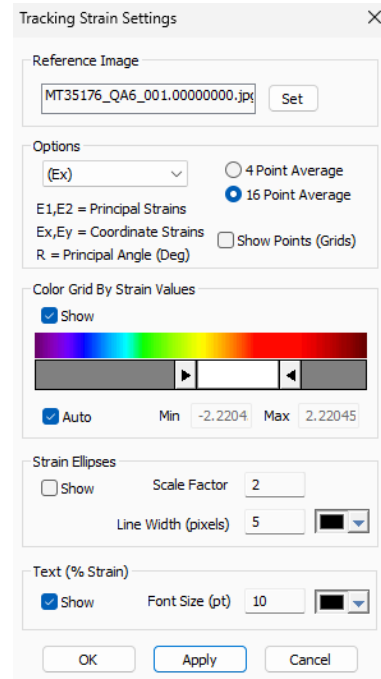 Tracking Strain Settings
Reference Image
MT35176_QA6_001.00000000.jpg
Set
Options
(Ex)
4 Point Average
16 Point Average
E1,E2 = Principal Strains
Ex,Ey = Coordinate Strains
Show Points (Grids)
R = Principal Angle (Deg)
Color Grid By Strain Values
Show
Auto Min -2.2204 Max 2.22045
Strain Ellipses
Show Scale Factor 2
Line Width (pixels) 5
Text (% Strain)
Show Font Size (pt) 10
OK Apply Cancel